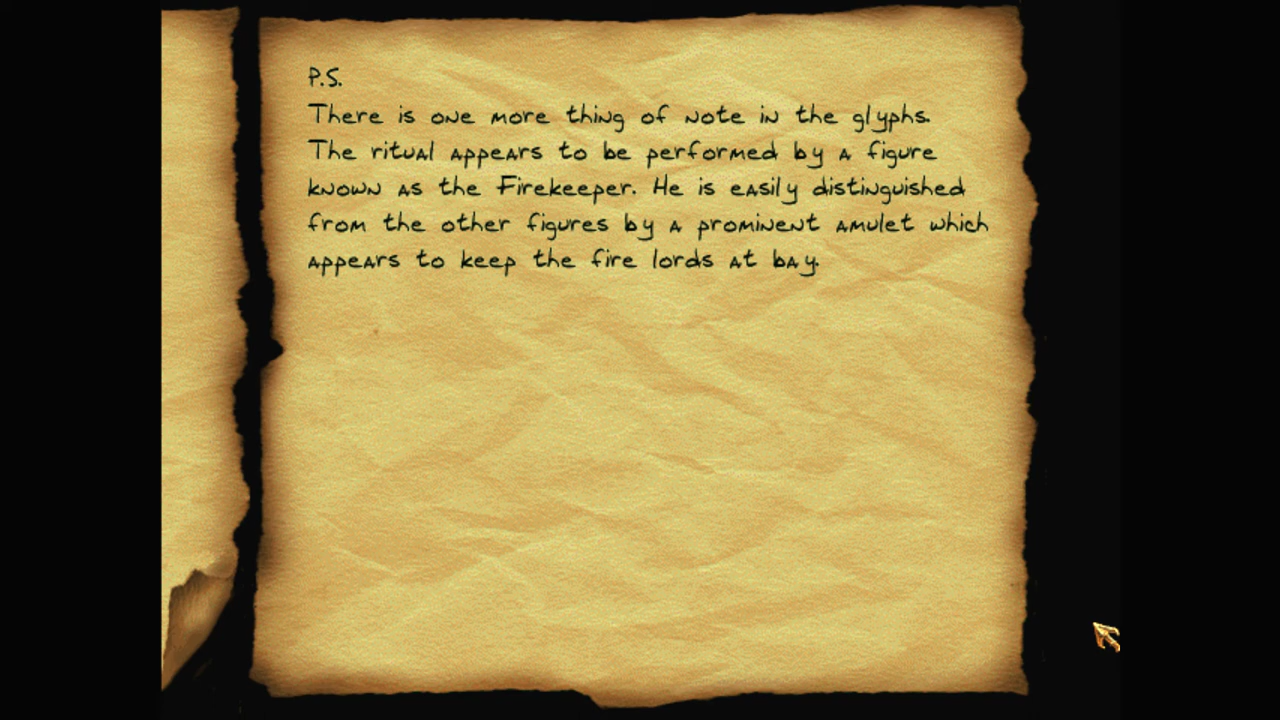 P.S.
There is one more thing of note in the glyphs.
The ritual appears to be performed by a figure
known as the Firekeeper. He is easily distinguished
from the other figures by a prominent amulet which
appears to keep the fire lords at bay.